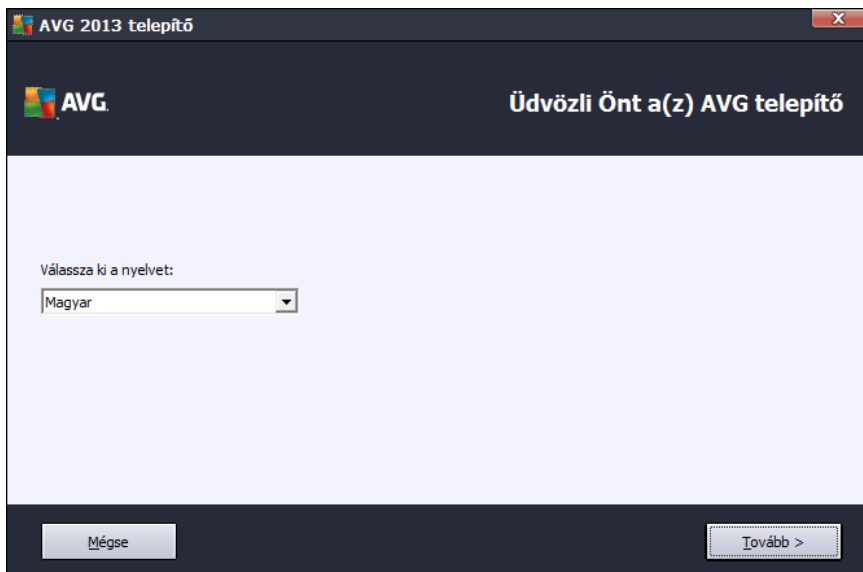 AVG 2013 telepítő
AVG.
Üdvözli Önt a(z) AVG telepítő
Válassza ki a nyelvet:
Magyar
Mégse
Tovább >